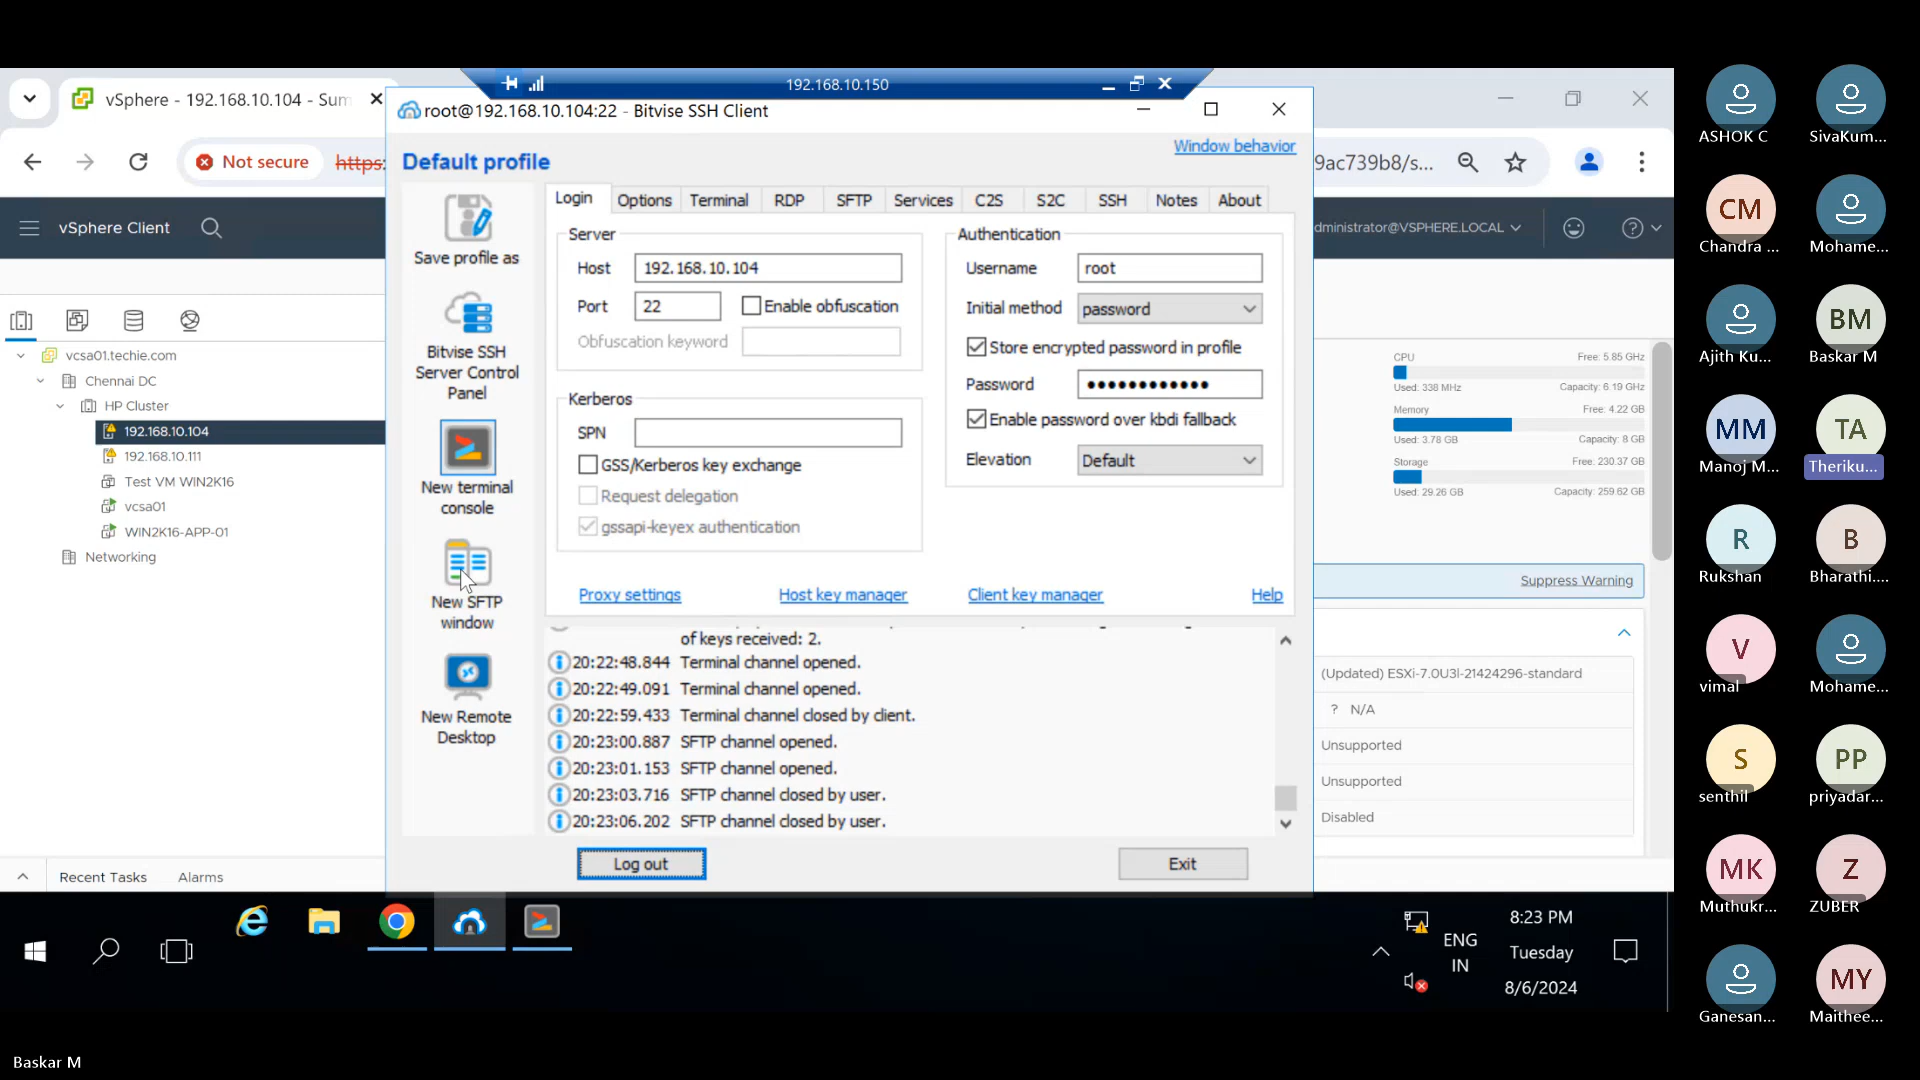 192.168.10.150
vSphere - 192.168.10.104 - Sum
root@192.168.10.104:22 - Bitvise SSH Client
Not secure
https:
9ac739b8/s...
vSphere Client
dministrator@VSPHERE.LOCAL
vcsa01.techie.com
Chennai DC
HP Cluster
192.168.10.104
192.168.10.111
Test VM WIN2K16
vcsa01
WIN2K16-APP-01
Networking
Recent Tasks
Alarms
Default profile
Window behavior
Save profile as
Bitvise SSH
Server Control
Panel
New terminal
console
New SFTP
window
New Remote
Desktop
Login
Options
Terminal
RDP
SFTP
Services
C2S
S2C
SSH
Notes
About
Server
Host
192.168.10.104
Port
22
Enable obfuscation
Obfuscation keyword
Kerberos
SPN
GSS/Kerberos key exchange
Request delegation
gssapi-keyex authentication
Authentication
Username
root
Initial method
password
Store encrypted password in profile
Password
Enable password over kbdi fallback
Elevation
Default
Proxy settings
Host key manager
Client key manager
Help
of keys received: 2.
20:22:48.844 Terminal channel opened.
20:22:49.091 Terminal channel opened.
20:22:59.433 Terminal channel closed by client.
20:23:00.887 SFTP channel opened.
20:23:01.153 SFTP channel opened.
20:23:03.716 SFTP channel closed by user.
20:23:06.202 SFTP channel closed by user.
Log out
Exit
CPU
Free: 5.85 GHz
Used: 338 MHz
Capacity: 6.19 GHz
Memory
Free: 4.22 GB
Used: 3.78 GB
Capacity: 8 GB
Storage
Free: 230.37 GB
Used: 29.26 GB
Capacity: 259.62 GB
Suppress Warning
(Updated) ESXi-7.0U3l-21424296-standard
? N/A
Unsupported
Unsupported
Disabled
ENG
IN
8:23 PM
Tuesday
8/6/2024
ASHOK C
SivaKum...
CM
Chandra ...
Mohame...
Ajith Ku...
BM
Baskar M
MM
Manoj M...
TA
Theriku...
R
Rukshan
B
Bharathi....
V
vimal
Mohame...
S
senthil
PP
priyadar...
MK
Muthukr...
Z
ZUBER
Ganesan...
MY
Maithee...
Baskar M